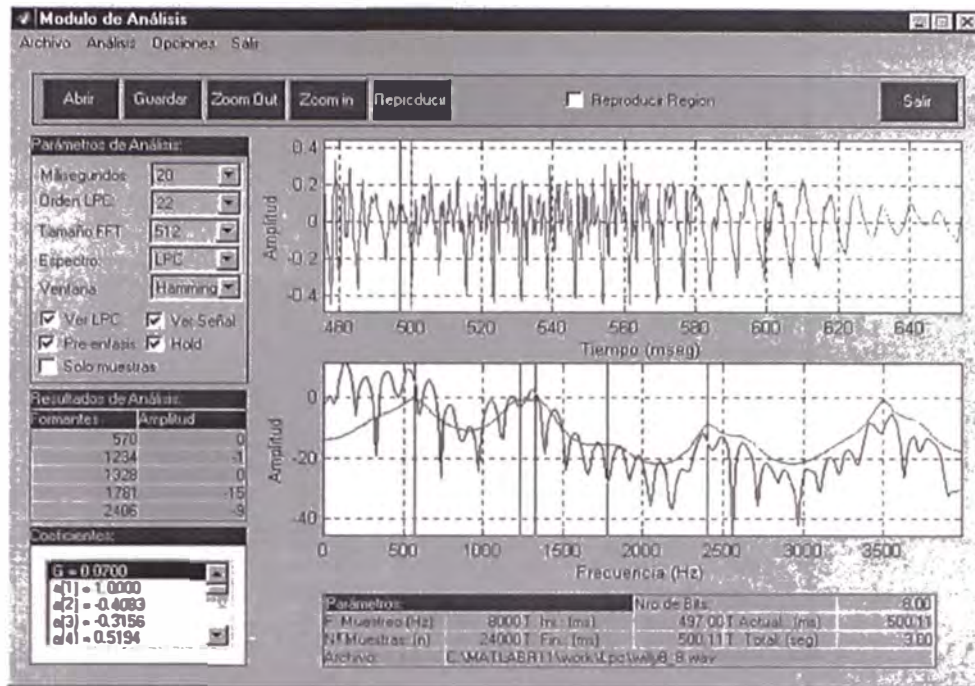 Modulo de Análisis
Archivo Análisis Opciones Salir
Abrir Guardar Zoom Out Zoom in Reproducir Reproducir Region Salir
Parámetros de Análisis:
Milisegundos 20
Orden LPC: 22
Tamaño FFT 512
Espectro: LPC
Ventana Hamming
Ver LPC Ver Señal
Pre-enfasis Hold
Solo muestras
Resultados de Análisis:
Formantes Amplitud
570 0
1234 -1
1328 0
1781 -15
2406 -9
Coeficientes:
G = 0.0700
a[1] = 1.0000
a[2] = -0.4083
a[3] = -0.3156
a[4] = 0.5194
Amplitud
0.4
0.2
0
-0.2
-0.4
480 500 520 540 560 580 600 620 640
Tiempo (mseg)
Amplitud
0
-20
-40
0 500 1000 1500 2000 2500 3000 3500
Frecuencia (Hz)
Parámetros: Nro de Bits: 8.00
F. Muestreo (Hz) 8000 T. Ini. (ms) 497.00 T. Actual. (ms) 500.11
Nº Muestras: (n) 24000 T. Fin. (ms) 500.11 T. Total. (seg) 3.00
Archivo: C:\MATLABR11\work\Lpc\willy8_8.wav